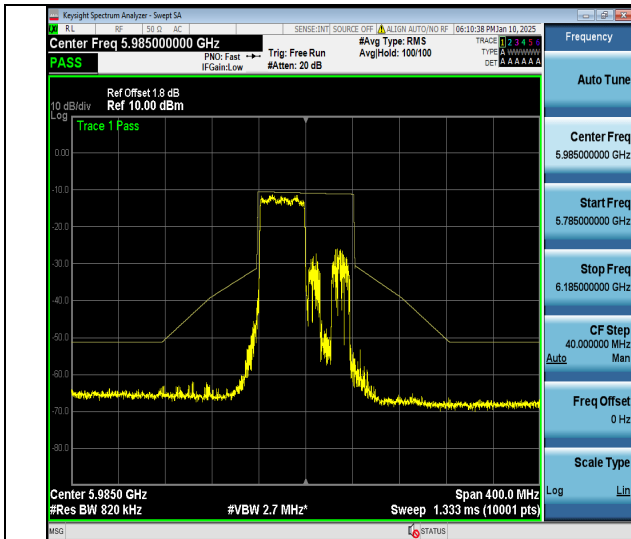 Keysight Spectrum Analyzer - Swept SA
RL RF 50 Ω AC SENSE:INT SOURCE OFF ALIGN AUTO/NO RF 06:10:38 PM Jan 10, 2025
Center Freq 5.985000000 GHz
PASS
PNO: Fast
IFGain:Low
Trig: Free Run
#Atten: 20 dB
#Avg Type: RMS
Avg|Hold: 100/100
TRACE 1 2 3 4 5 6
TYPE A WWWWW
DET A A A A A A
Ref Offset 1.8 dB
10 dB/div Ref 10.00 dBm
Log
Trace 1 Pass
0.00
-10.0
-20.0
-30.0
-40.0
-50.0
-60.0
-70.0
-80.0
Center 5.9850 GHz
Span 400.0 MHz
#Res BW 820 kHz
#VBW 2.7 MHz*
Sweep 1.333 ms (10001 pts)
MSG
STATUS
Frequency
Auto Tune
Center Freq
5.985000000 GHz
Start Freq
5.785000000 GHz
Stop Freq
6.185000000 GHz
CF Step
40.000000 MHz
Auto Man
Freq Offset
0 Hz
Scale Type
Log Lin